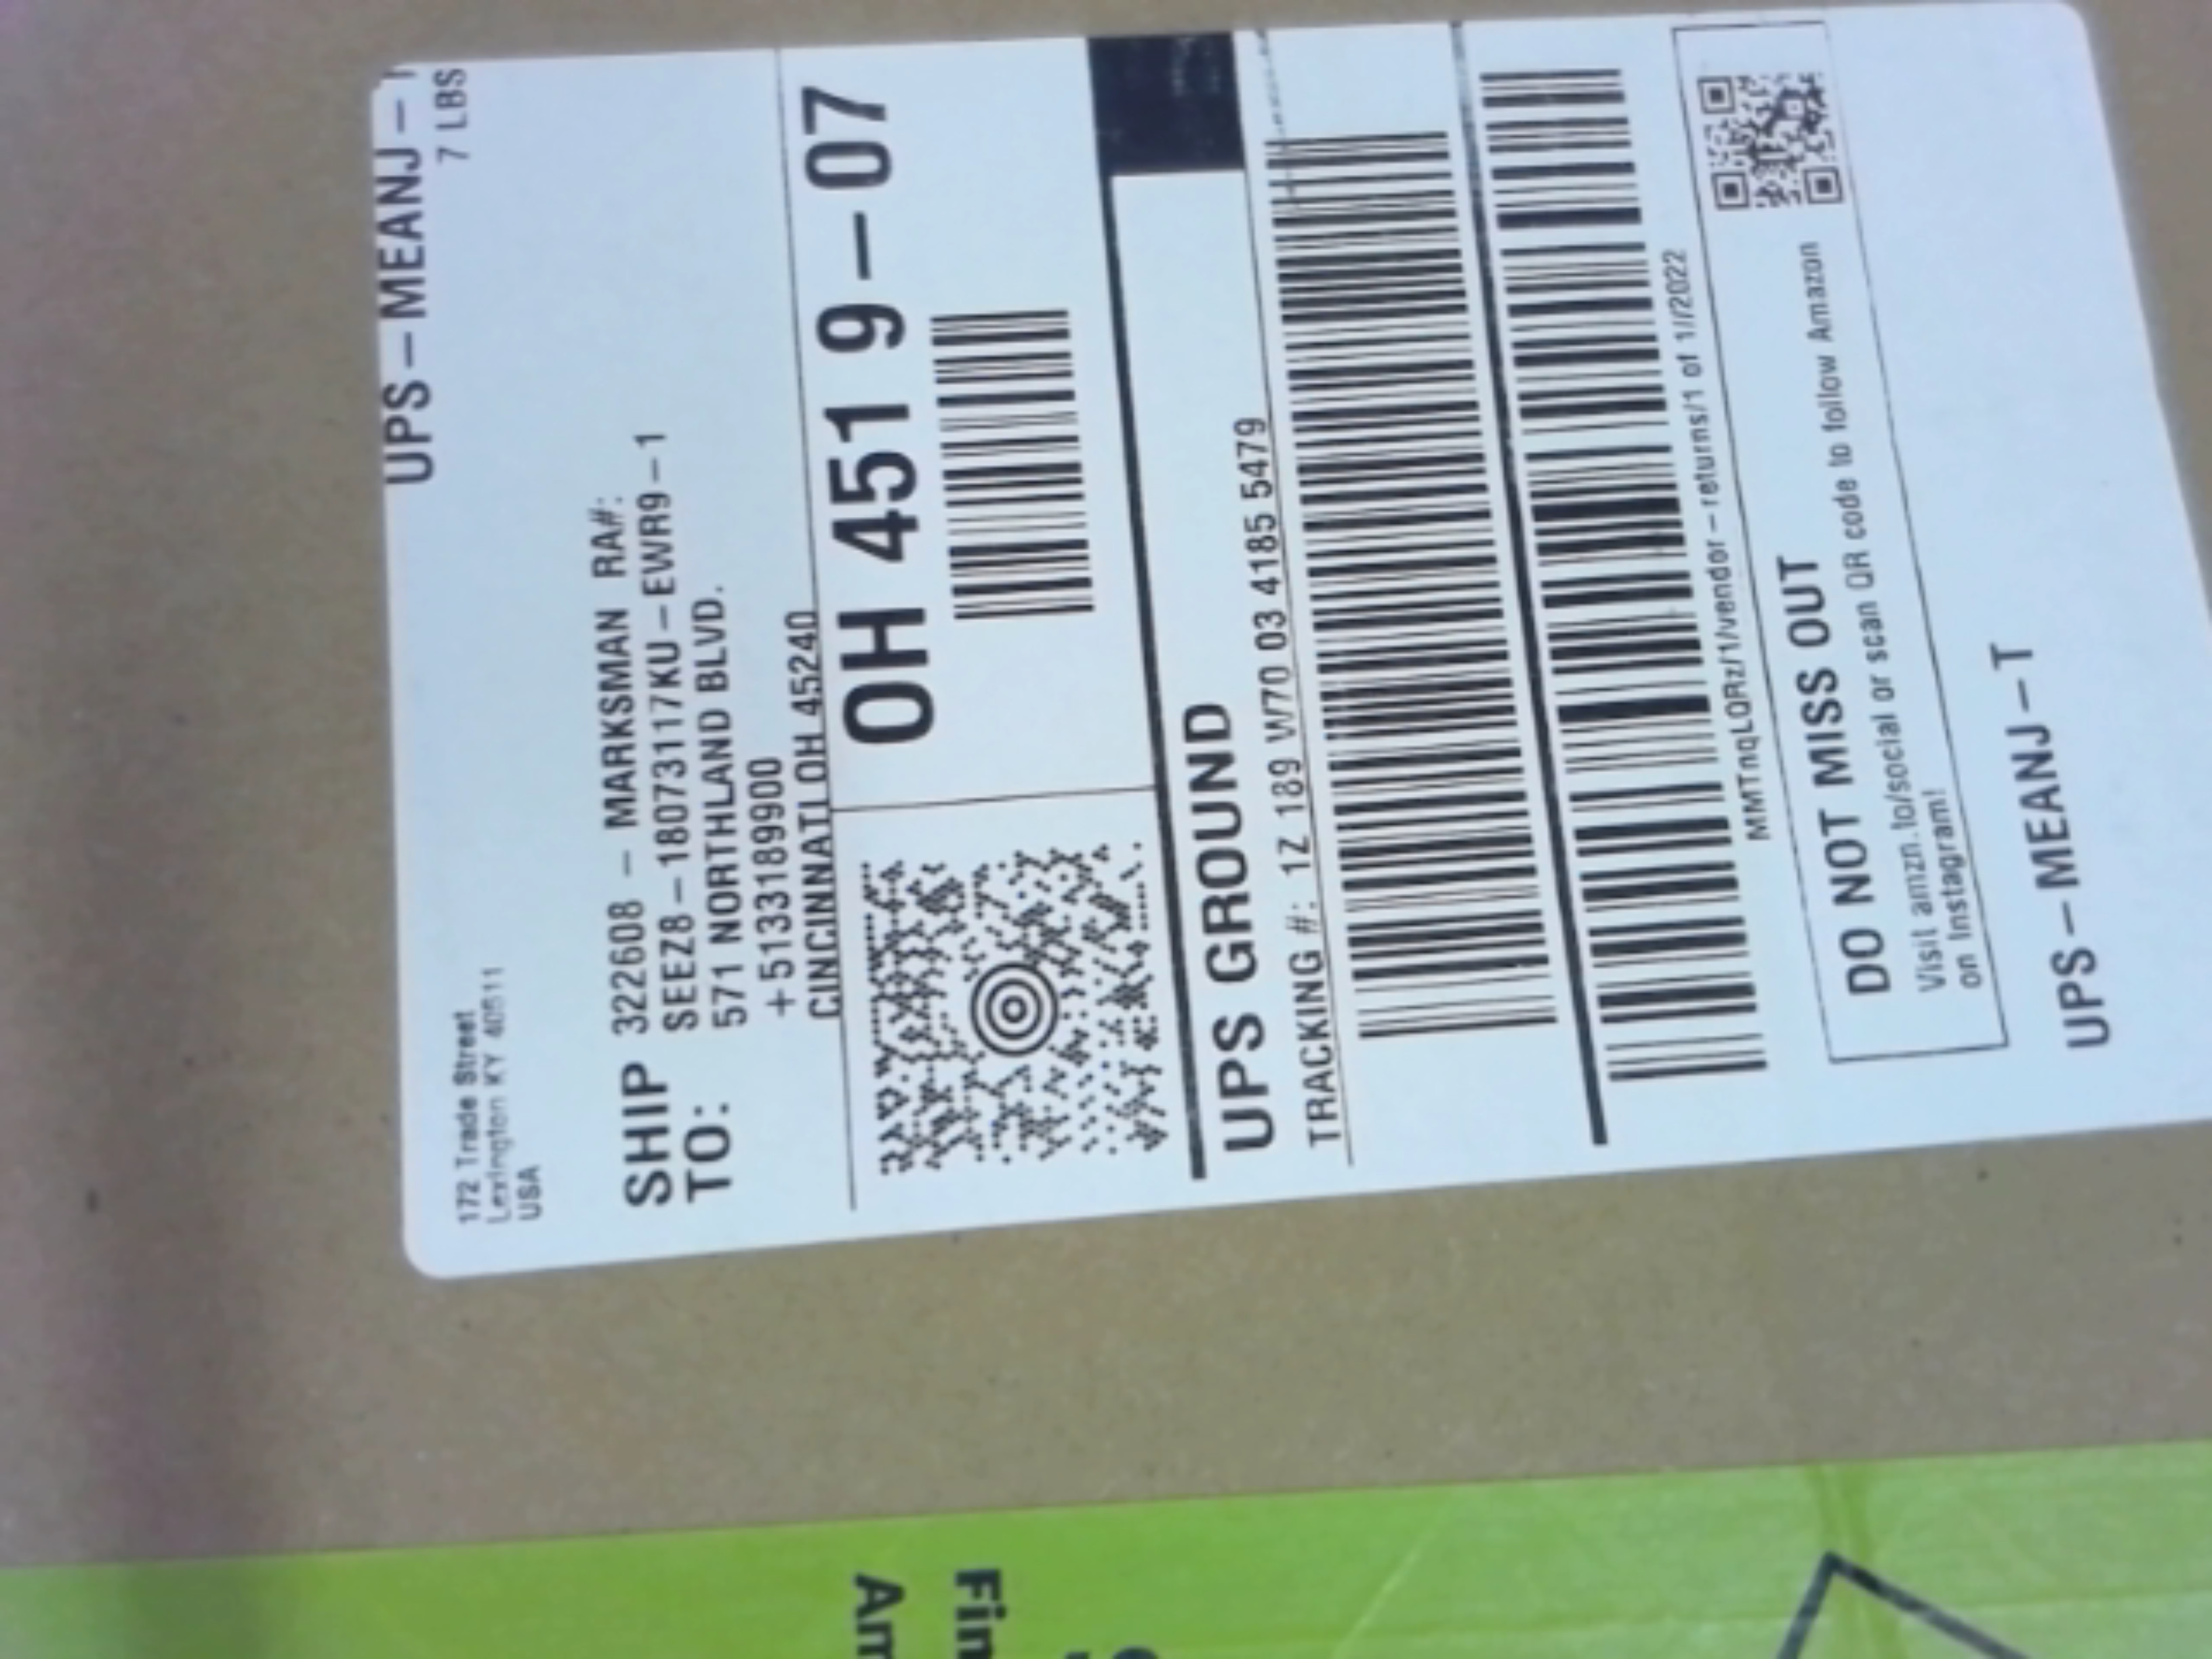 UPS-MEANJ-
7 LBS
172 Trade Street
Lexington KY 40511
USA
SHIP TO:
322608 - MARKSMAN RA#:
SEEZ8-180731117KU-EWR9-1
571 NORTHLAND BLVD.
+5133189900
CINCINNATI OH 45240
OH 451 9-07
UPS GROUND
TRACKING #: 1Z 189 W70 03 4185 5479
MMTnqLQRz/1/vendor-returns/1 of 1//2022
DO NOT MISS OUT
Visit amzn.to/social or scan QR code to follow Amazon
on Instagram!
UPS-MEANJ-T
Fin
Am